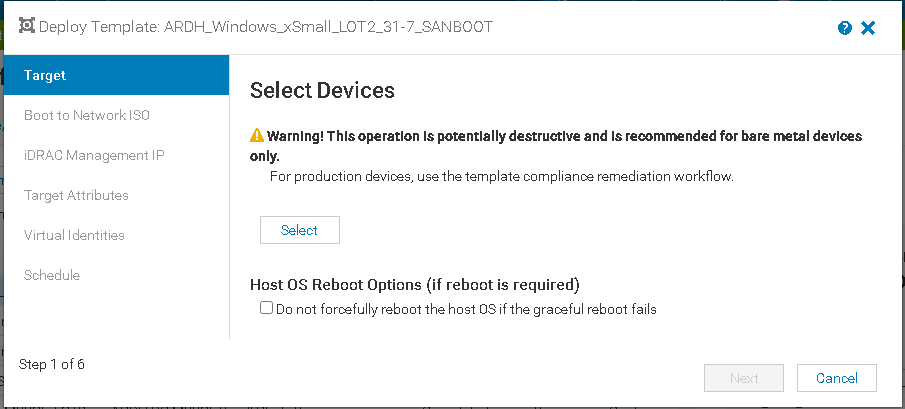 Deploy Template: ARDH_Windows_xSmall_LOT2_31-7_SANBOOT
Target
Boot to Network ISO
iDRAC Management IP
Target Attributes
Virtual Identities
Schedule
Select Devices
Warning! This operation is potentially destructive and is recommended for bare metal devices
only.
For production devices, use the template compliance remediation workflow.
Select
Host OS Reboot Options (if reboot is required)
Do not forcefully reboot the host OS if the graceful reboot fails
Step 1 of 6
Next
Cancel